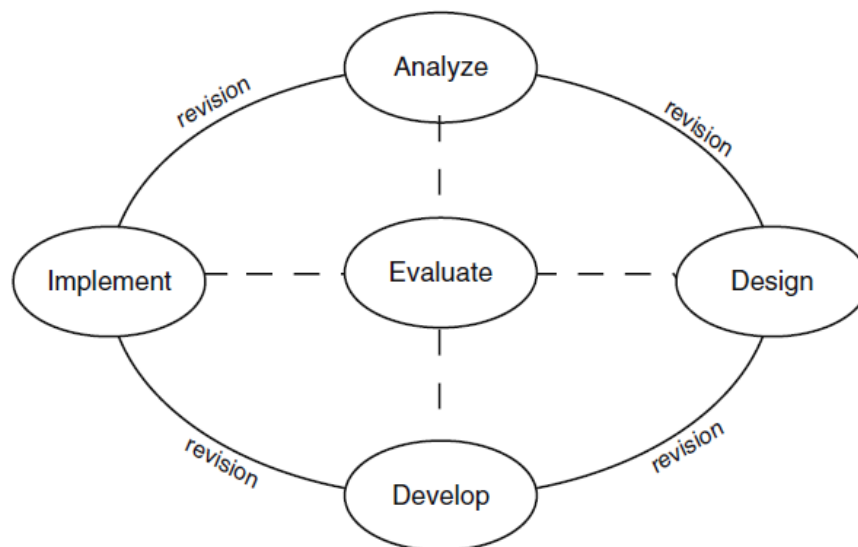 Analyze
revision
revision
Implement
Evaluate
Design
revision
revision
Develop